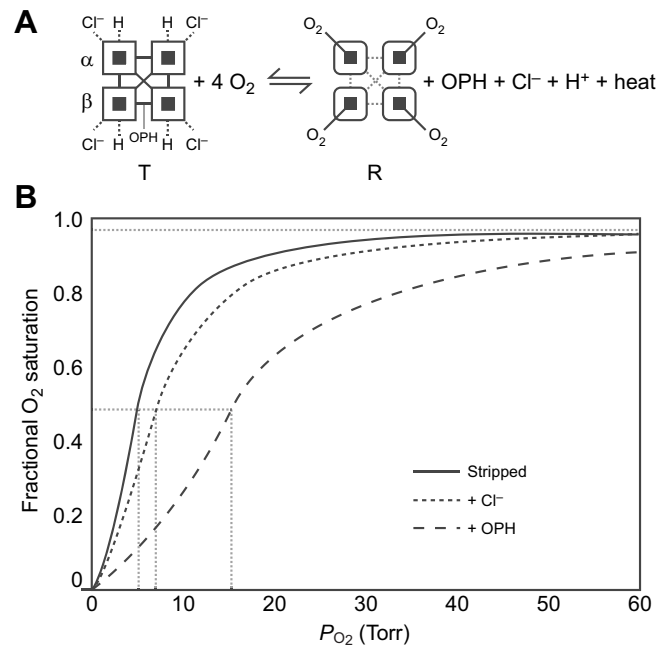 A
Cl⁻ H H Cl⁻
α
β
+ 4 O₂
OPH
Cl⁻ H H Cl⁻
T
O₂ O₂
O₂ O₂
R
+ OPH + Cl⁻ + H⁺ + heat
B
Fractional O₂ saturation
1.0
0.8
0.6
0.4
0.2
0
Stripped
+ Cl⁻
+ OPH
0 10 20 30 40 50 60
P_O₂ (Torr)